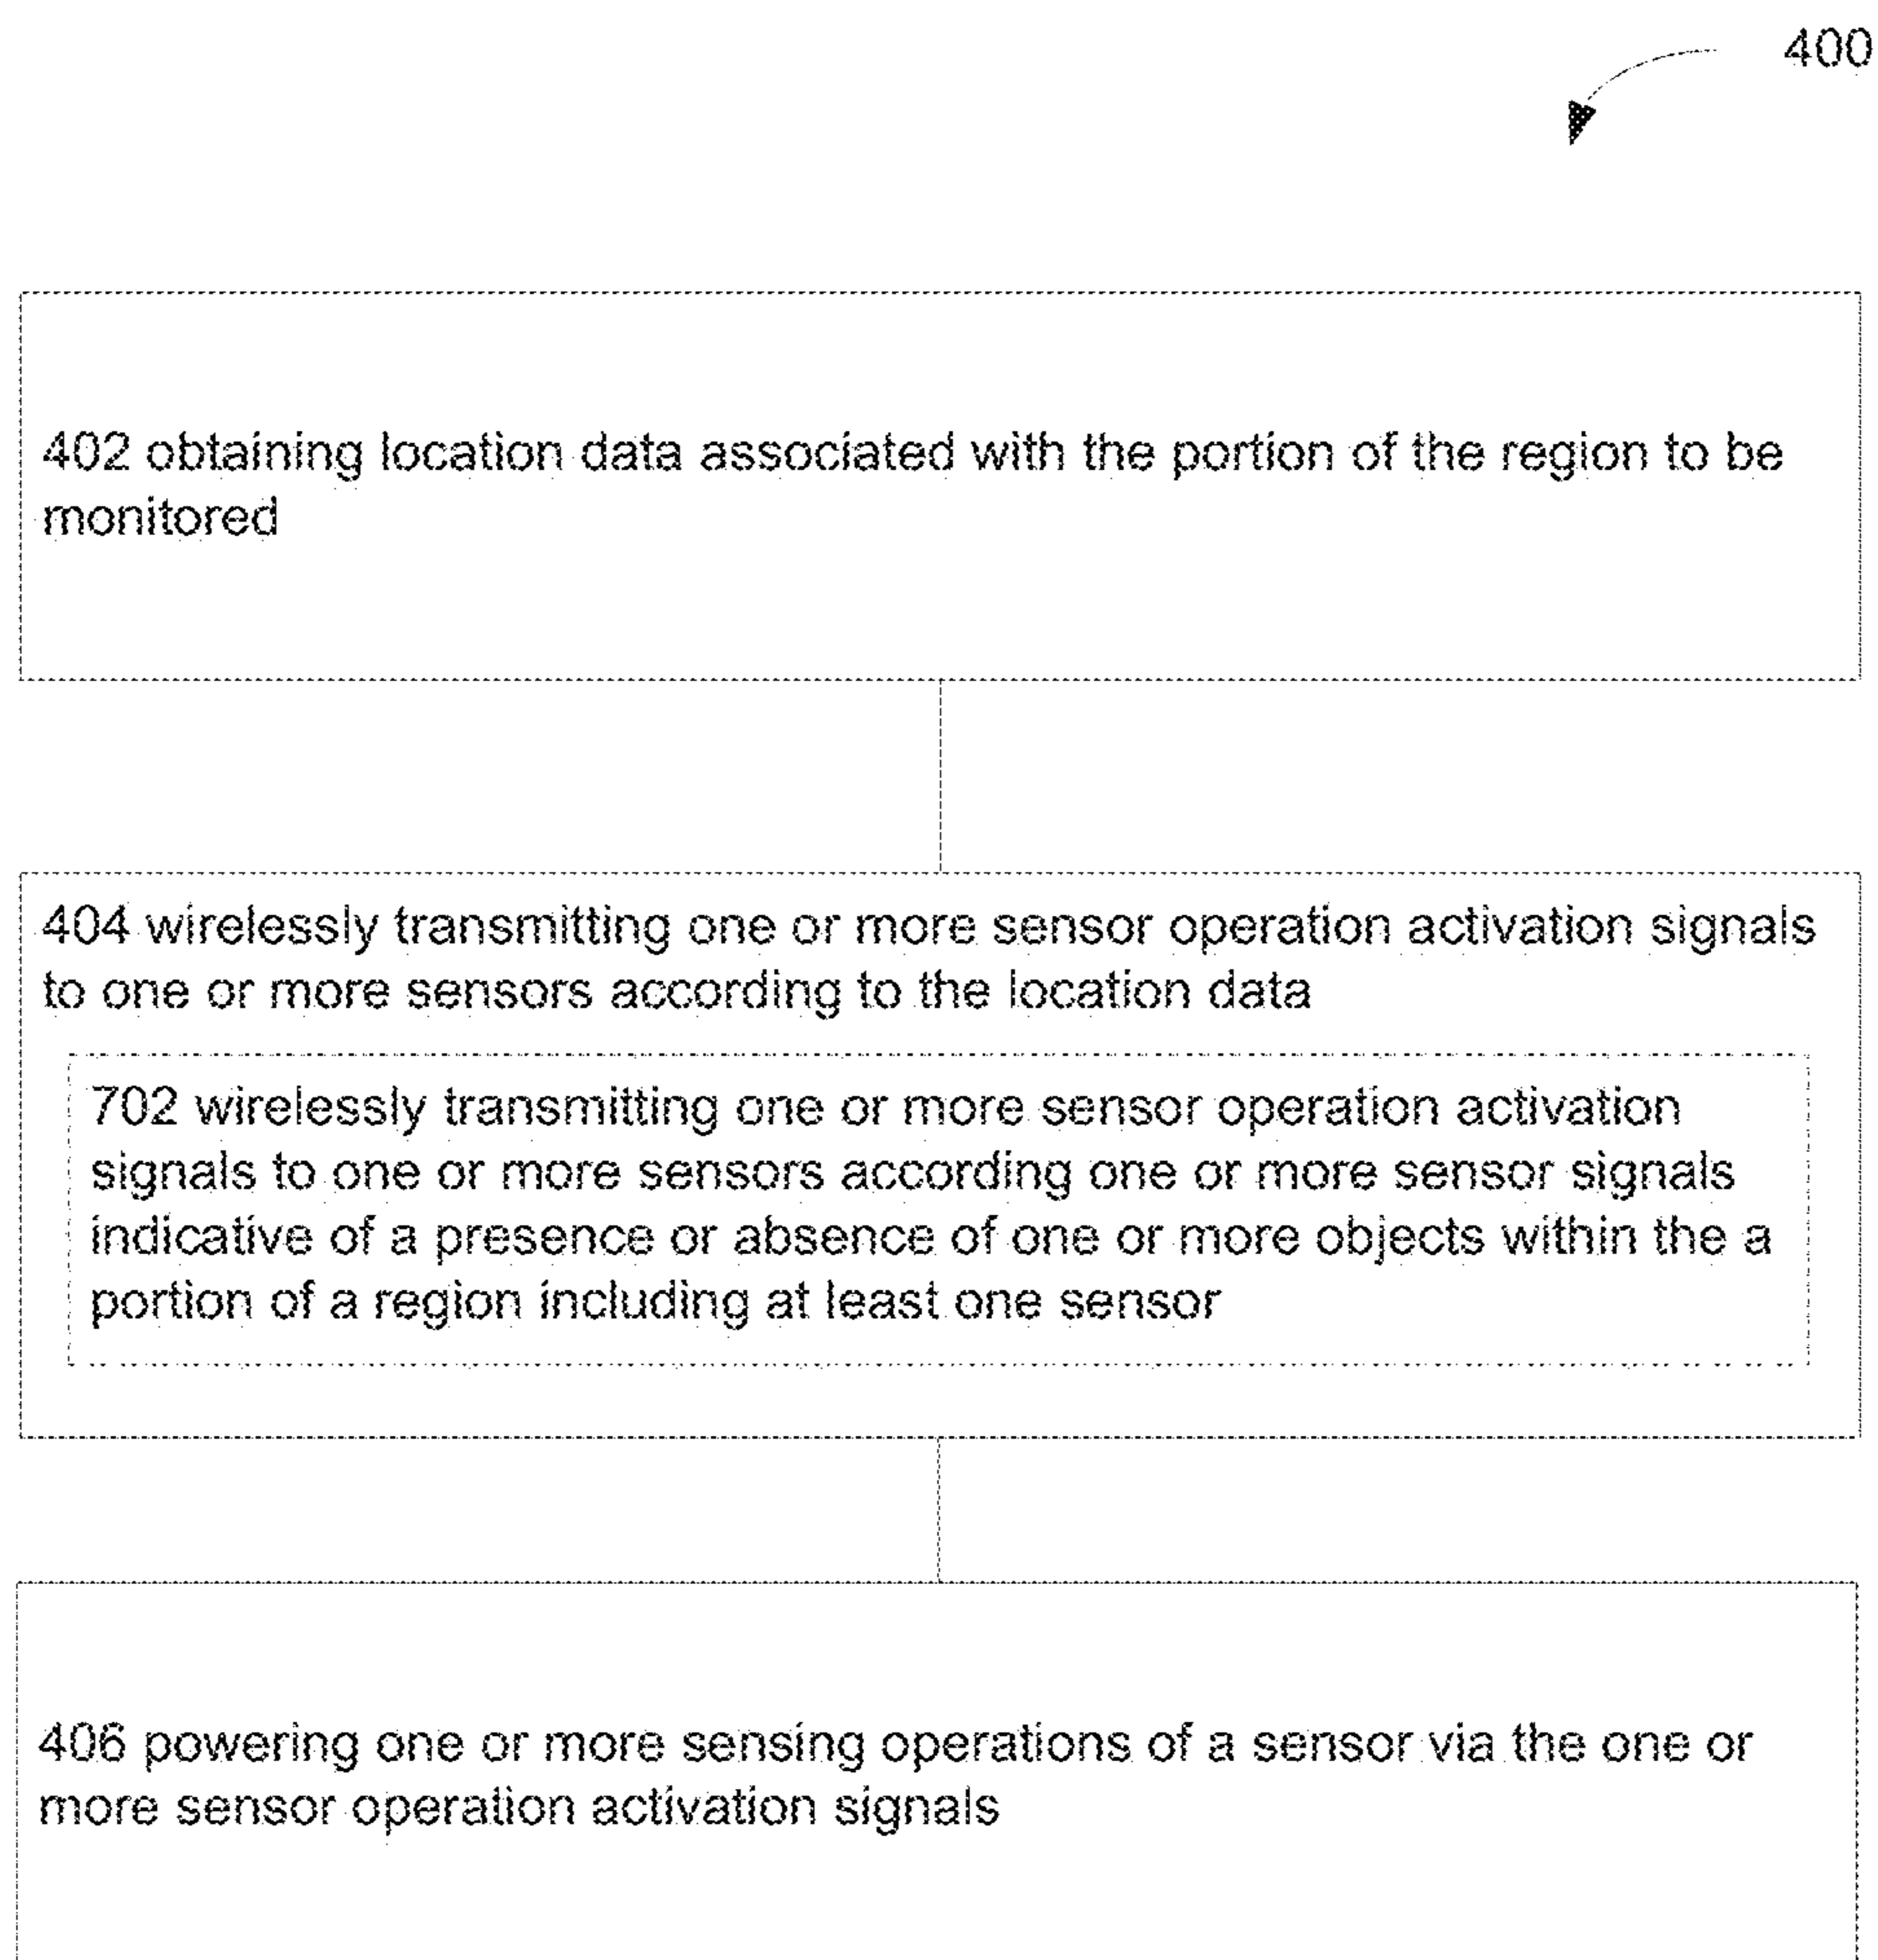 400
402 obtaining location data associated with the portion of the region to be
monitored
404 wirelessly transmitting one or more sensor operation activation signals
to one or more sensors according to the location data
702 wirelessly transmitting one or more sensor operation activation
signals to one or more sensors according one or more sensor signals
indicative of a presence or absence of one or more objects within the a
portion of a region including at least one sensor
406 powering one or more sensing operations of a sensor via the one or
more sensor operation activation signals